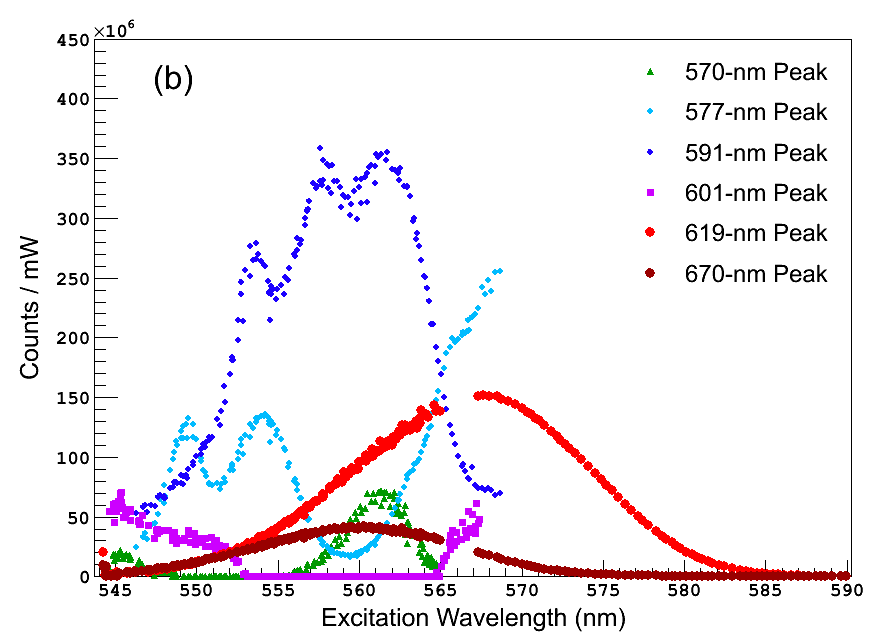 ×10⁶
450
(b)
400
350
300
250
200
150
100
50
0
Counts / mW
570-nm Peak
577-nm Peak
591-nm Peak
601-nm Peak
619-nm Peak
670-nm Peak
545 550 555 560 565 570 575 580 585 590
Excitation Wavelength (nm)